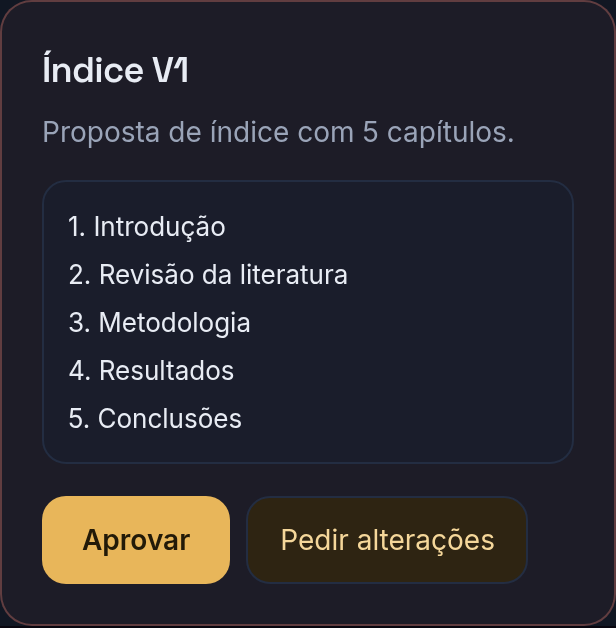 Índice V1
Proposta de índice com 5 capítulos.
1. Introdução
2. Revisão da literatura
3. Metodologia
4. Resultados
5. Conclusões
Aprovar
Pedir alterações